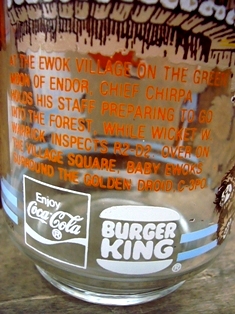 AT THE EWOK VILLAGE ON THE GREEN
MOON OF ENDOR, CHIEF CHIRPA
HOLDS HIS STAFF PREPARING TO GO
INTO THE FOREST, WHILE WICKET W.
WARRICK INSPECTS R2-D2. OVER ON
THE VILLAGE SQUARE, BABY EWOKS
SURROUND THE GOLDEN DROID, C-3PO
Enjoy
Coca-Cola
BURGER
KING
®